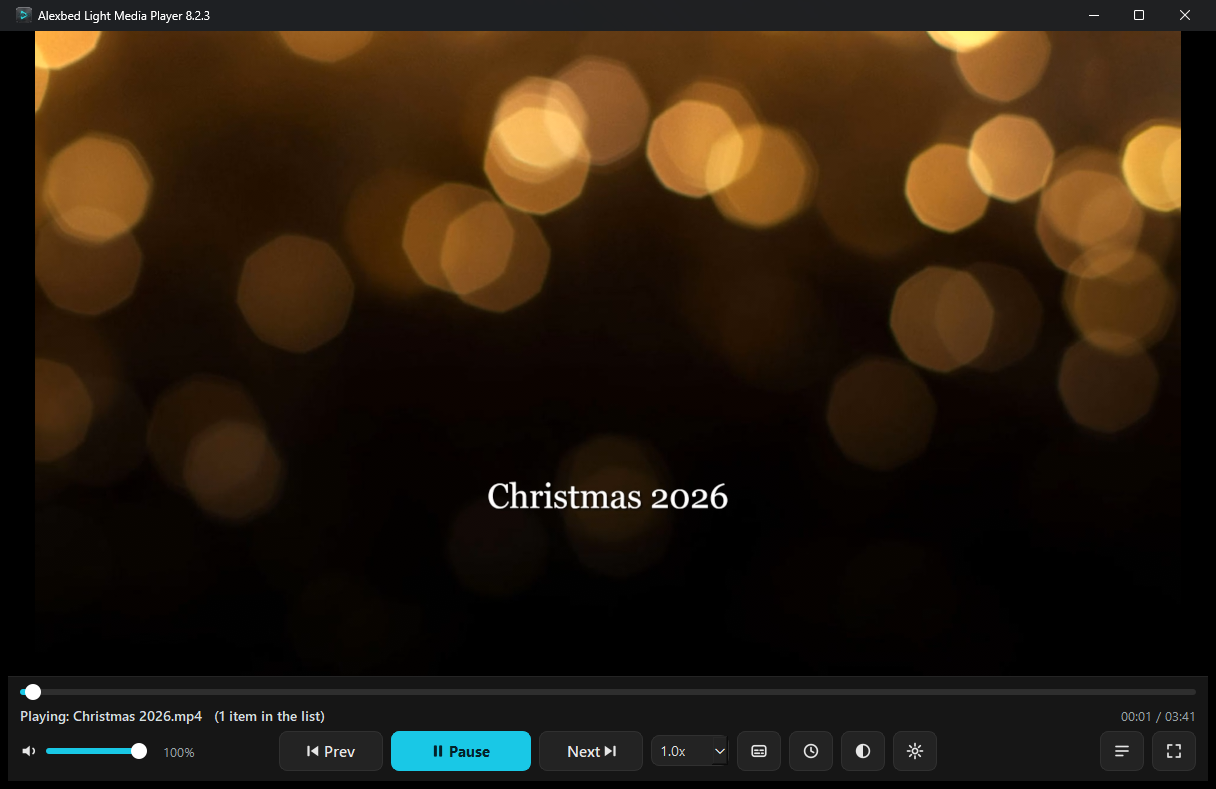 Alexbed Light Media Player 8.2.3
Christmas 2026
Playing: Christmas 2026.mp4 (1 item in the list)
00:01 / 03:41
100%
Prev
Pause
Next
1.0x